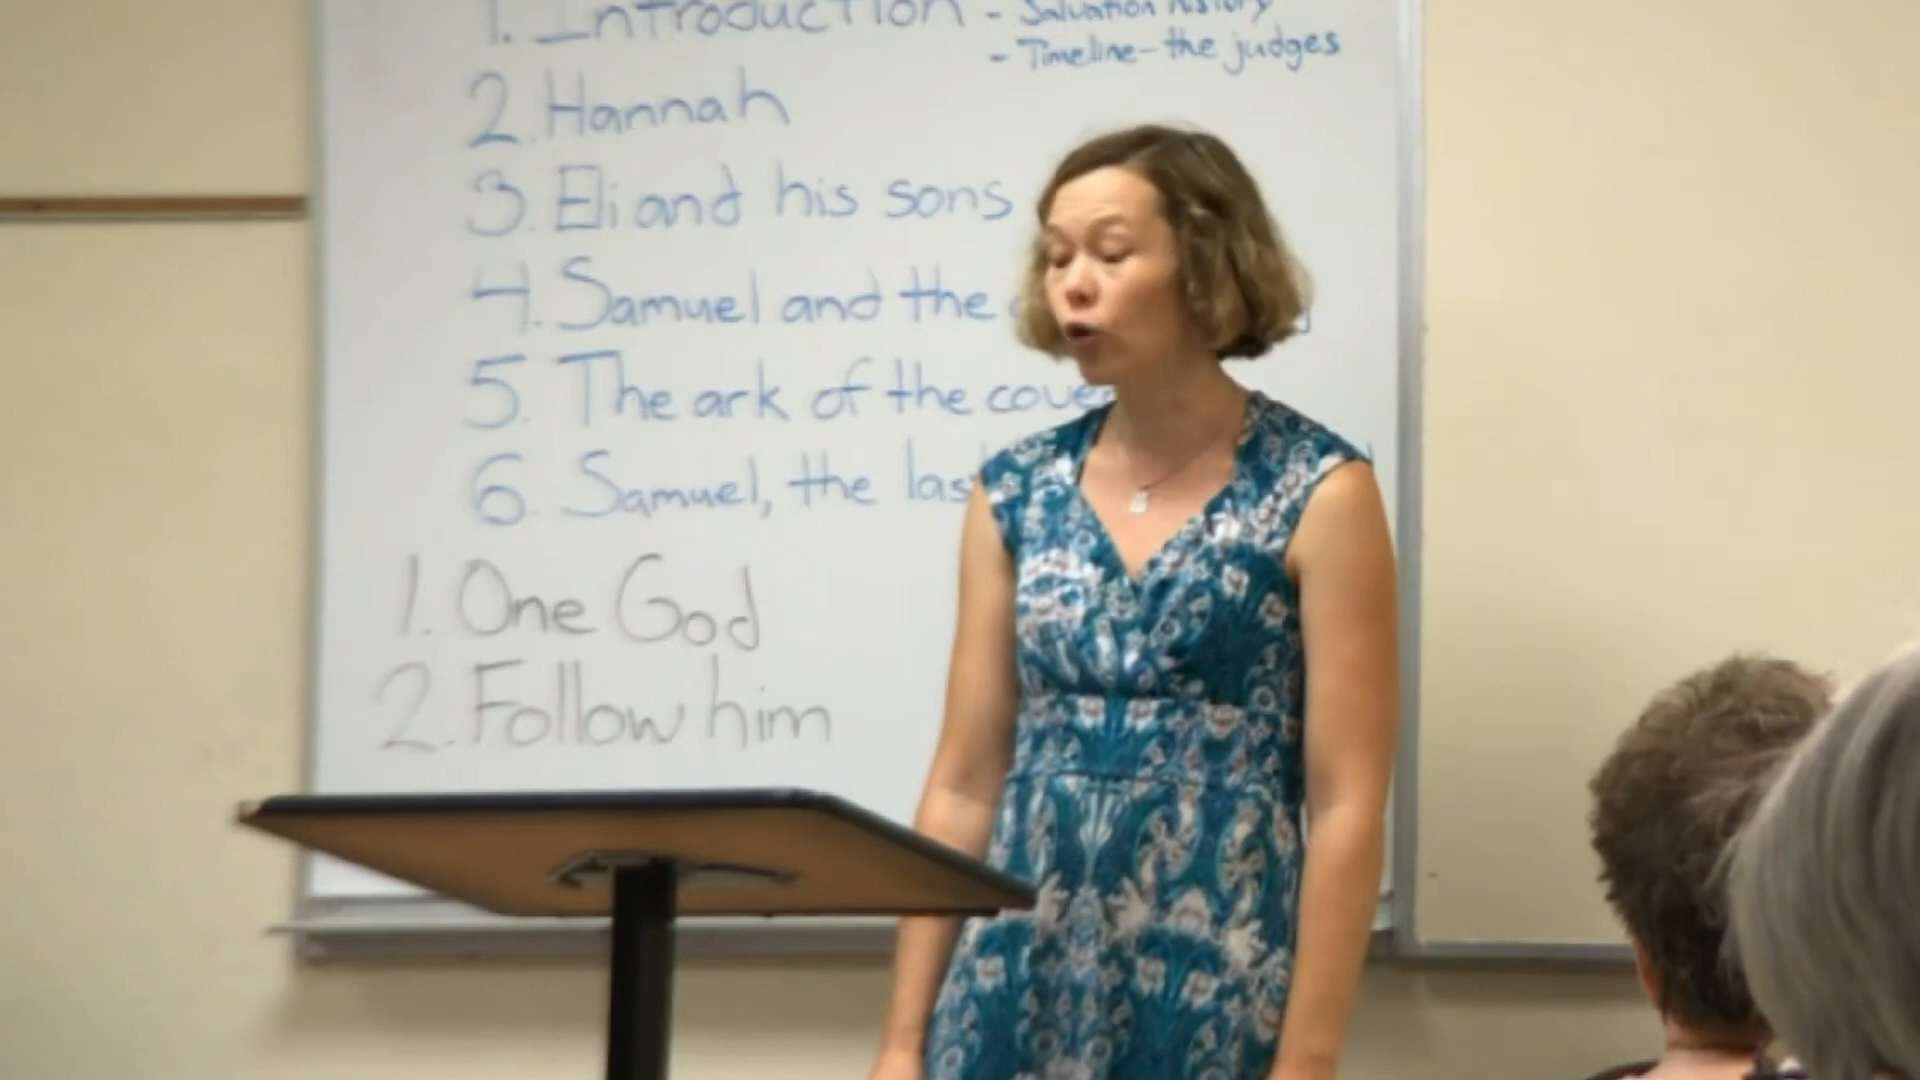 1. Introduction - Salvation history
- Timeline - the judges
2. Hannah
3. Eli and his sons
4. Samuel and the
5. The ark of the
6. Samuel, the last
1. One God
2. Follow him